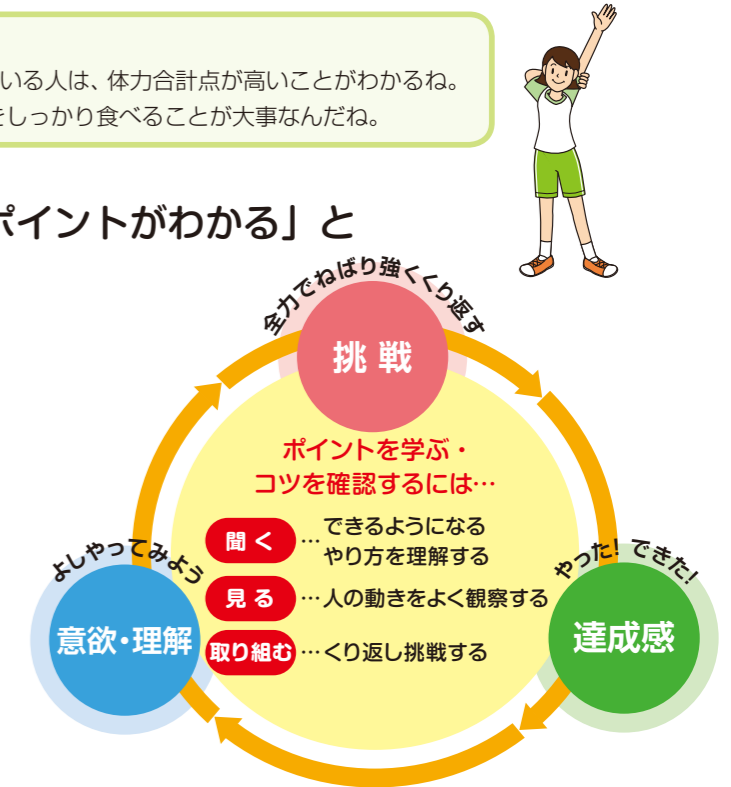 いる人は、体力合計点が高いことがわかるね。
をしっかり食べることが大事なんだね。
ポイントがわかる」と
全力でねばり強くくり返す
挑 戦
ポイントを学ぶ・
コツを確認するには…
聞 く …できるようになる
やり方を理解する
見 る …人の動きをよく観察する
取り組む …くり返し挑戦する
よしやってみよう
意欲・理解
やった! できた!
達成感